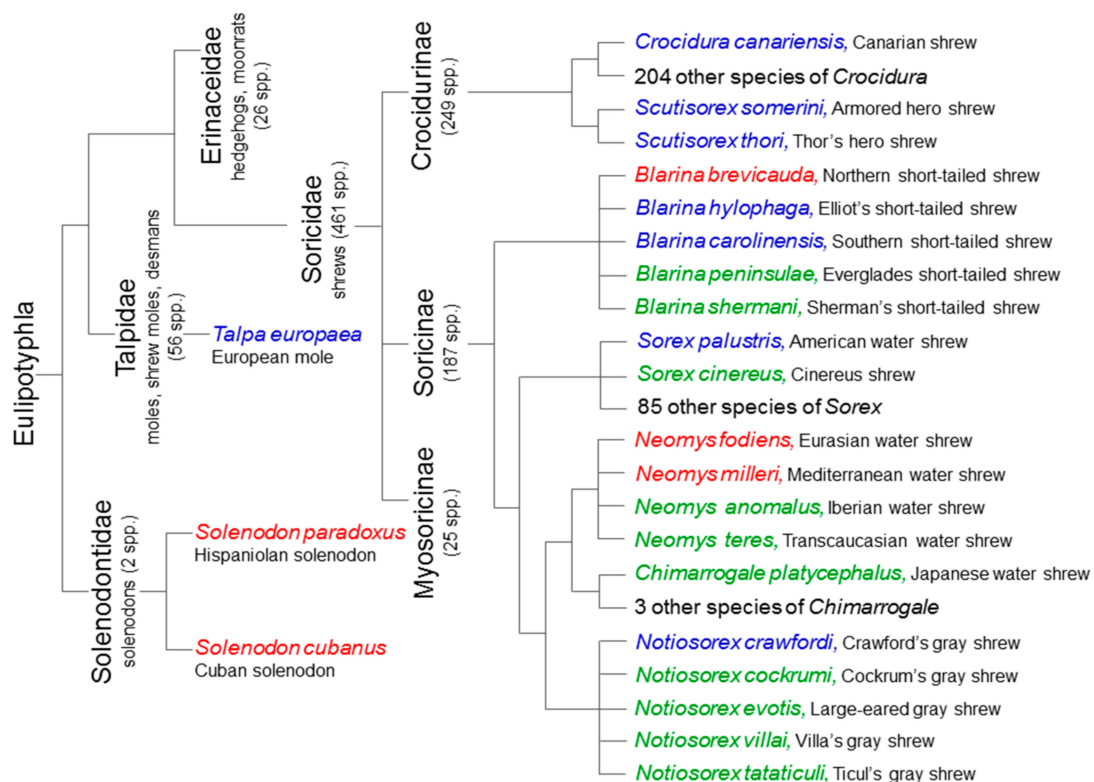 Eulipotyphla
Erinaceidae
hedgehogs, moonrats
(26 spp.)
Soricidae
shrews (461 spp.)
Talpidae
moles, shrew moles, desmans
(56 spp.)
Talpa europaea
European mole
Solenodontidae
solenodons (2 spp.)
Solenodon paradoxus
Hispaniolan solenodon
Solenodon cubanus
Cuban solenodon
Crocidurinae
(249 spp.)
Soricinae
(187 spp.)
Myosoricinae
(25 spp.)
Crocidura canariensis, Canarian shrew
204 other species of Crocidura
Scutisorex somerini, Armored hero shrew
Scutisorex thori, Thor's hero shrew
Blarina brevicauda, Northern short-tailed shrew
Blarina hylophaga, Elliot's short-tailed shrew
Blarina carolinensis, Southern short-tailed shrew
Blarina peninsulae, Everglades short-tailed shrew
Blarina shermani, Sherman's short-tailed shrew
Sorex palustris, American water shrew
Sorex cinereus, Cinereus shrew
85 other species of Sorex
Neomys fodiens, Eurasian water shrew
Neomys milleri, Mediterranean water shrew
Neomys anomalus, Iberian water shrew
Neomys teres, Transcaucasian water shrew
Chimarrogale platycephalus, Japanese water shrew
3 other species of Chimarrogale
Notiosorex crawfordi, Crawford's gray shrew
Notiosorex cockrumi, Cockrum's gray shrew
Notiosorex evotis, Large-eared gray shrew
Notiosorex villai, Villa's gray shrew
Notiosorex tataticuli, Ticul's gray shrew